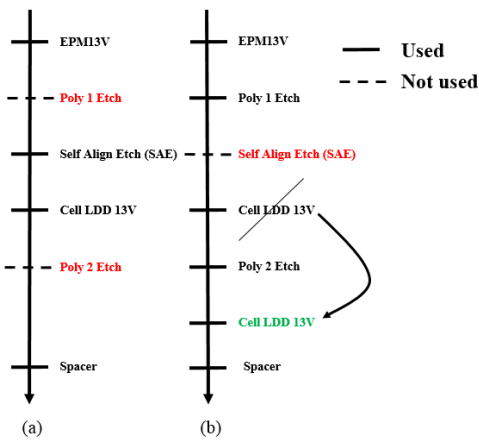 EPM13V
Poly 1 Etch
Self Align Etch (SAE)
Cell LDD 13V
Poly 2 Etch
Spacer
(a)
EPM13V
Poly 1 Etch
Self Align Etch (SAE)
Cell LDD 13V
Poly 2 Etch
Cell LDD 13V
Spacer
(b)
Used
Not used